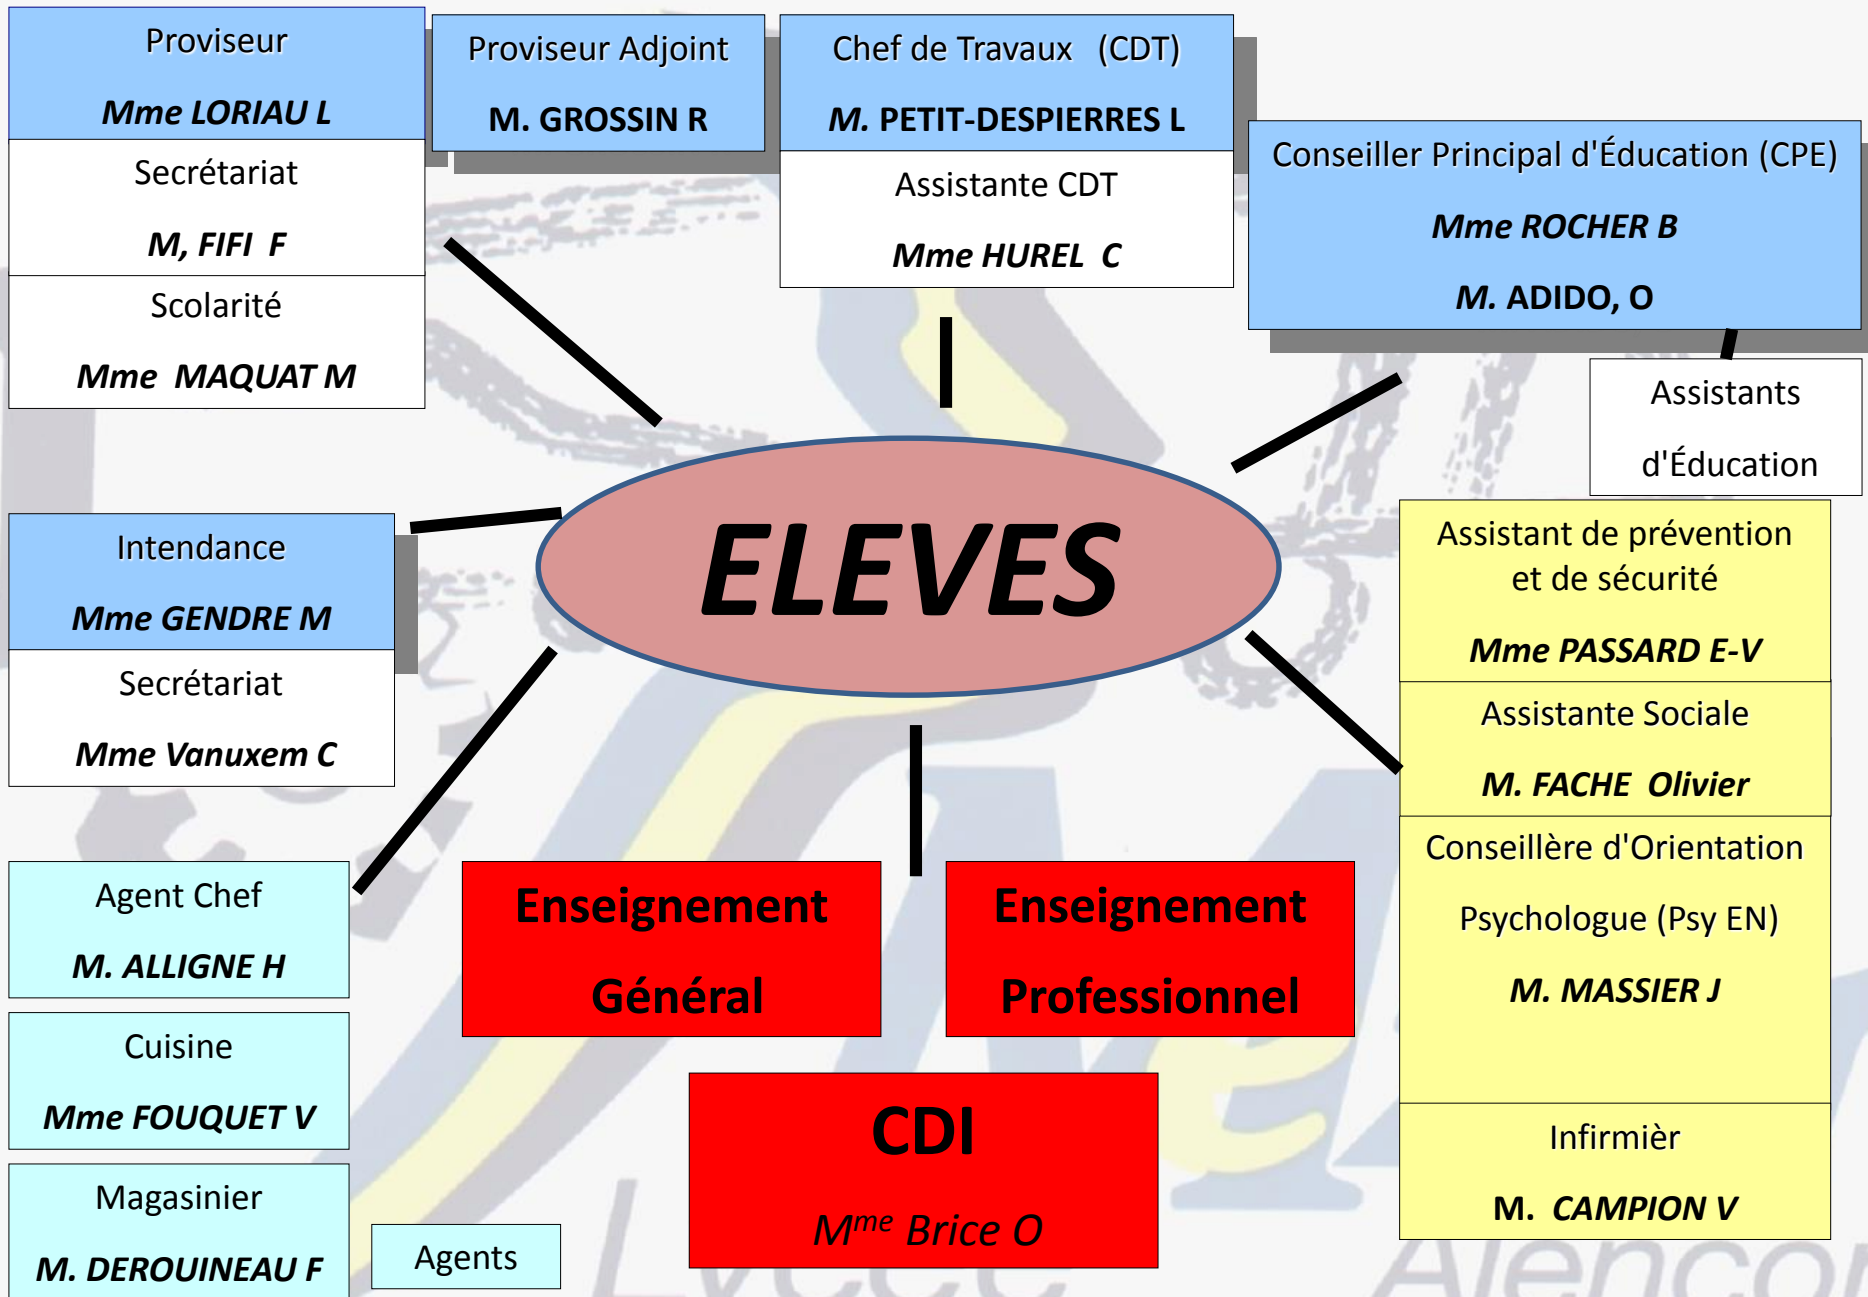 Proviseur
Mme LORIAU L
Secrétariat
M, FIFI F
Scolarité
Mme MAQUAT M
Proviseur Adjoint
M. GROSSIN R
Chef de Travaux (CDT)
M. PETIT-DESPIERRES L
Assistante CDT
Mme HUREL C
Conseiller Principal d'Éducation (CPE)
Mme ROCHER B
M. ADIDO, O
Assistants
d'Éducation
ELEVES
Intendance
Mme GENDRE M
Secrétariat
Mme Vanuxem C
Assistant de prévention
et de sécurité
Mme PASSARD E-V
Assistante Sociale
M. FACHE Olivier
Conseillère d'Orientation
Psychologue (Psy EN)
M. MASSIER J
Infirmièr
M. CAMPION V
Agent Chef
M. ALLIGNE H
Cuisine
Mme FOUQUET V
Magasinier
M. DEROUINEAU F
Agents
Enseignement
Général
Enseignement
Professionnel
CDI
Mme Brice O
Lycée Alençon